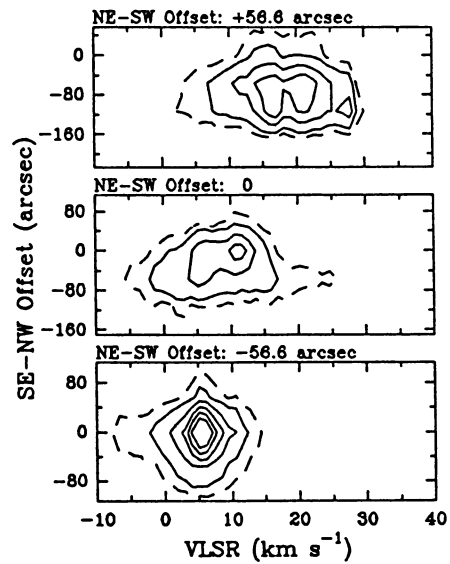 NE-SW Offset: +56.6 arcsec
0
-80
-160
NE-SW Offset: 0
80
0
-80
-160
SE-NW Offset (arcsec)
NE-SW Offset: -56.6 arcsec
80
0
-80
-10 0 10 20 30 40
VLSR (km s⁻¹)